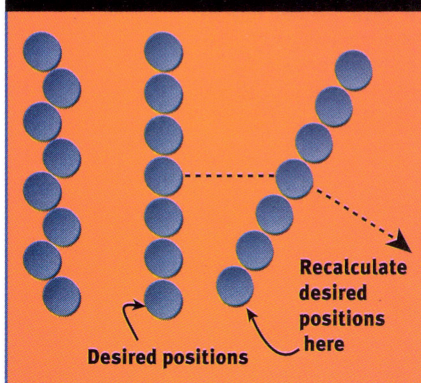 Recalculate
desired
positions
here
Desired positions